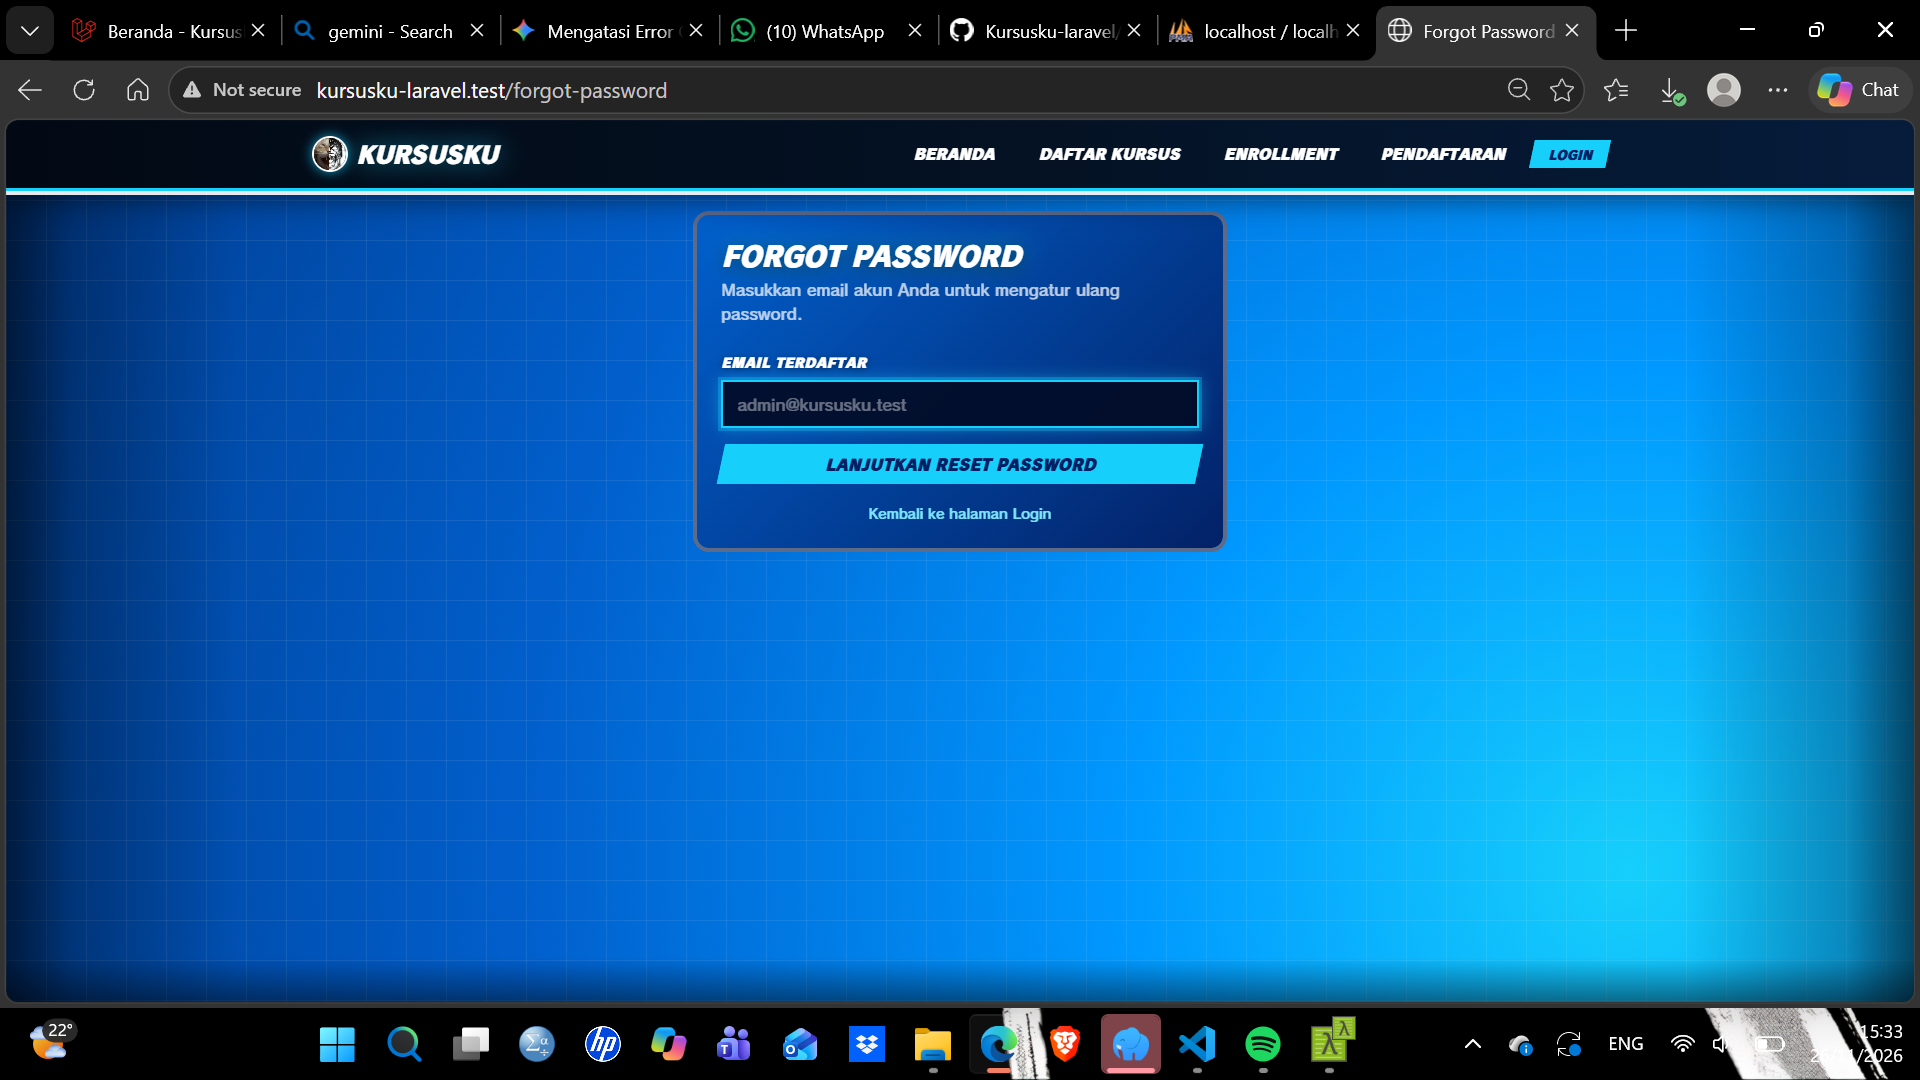 Beranda - Kursus
gemini - Search
Mengatasi Error
(10) WhatsApp
Kursusku-laravel/
localhost / localh
Forgot Password
Not secure
kursusku-laravel.test/forgot-password
Chat
KURSUSKU
BERANDA
DAFTAR KURSUS
ENROLLMENT
PENDAFTARAN
LOGIN
FORGOT PASSWORD
Masukkan email akun Anda untuk mengatur ulang
password.
EMAIL TERDAFTAR
admin@kursusku.test
LANJUTKAN RESET PASSWORD
Kembali ke halaman Login
22°
hp
ENG
15:33